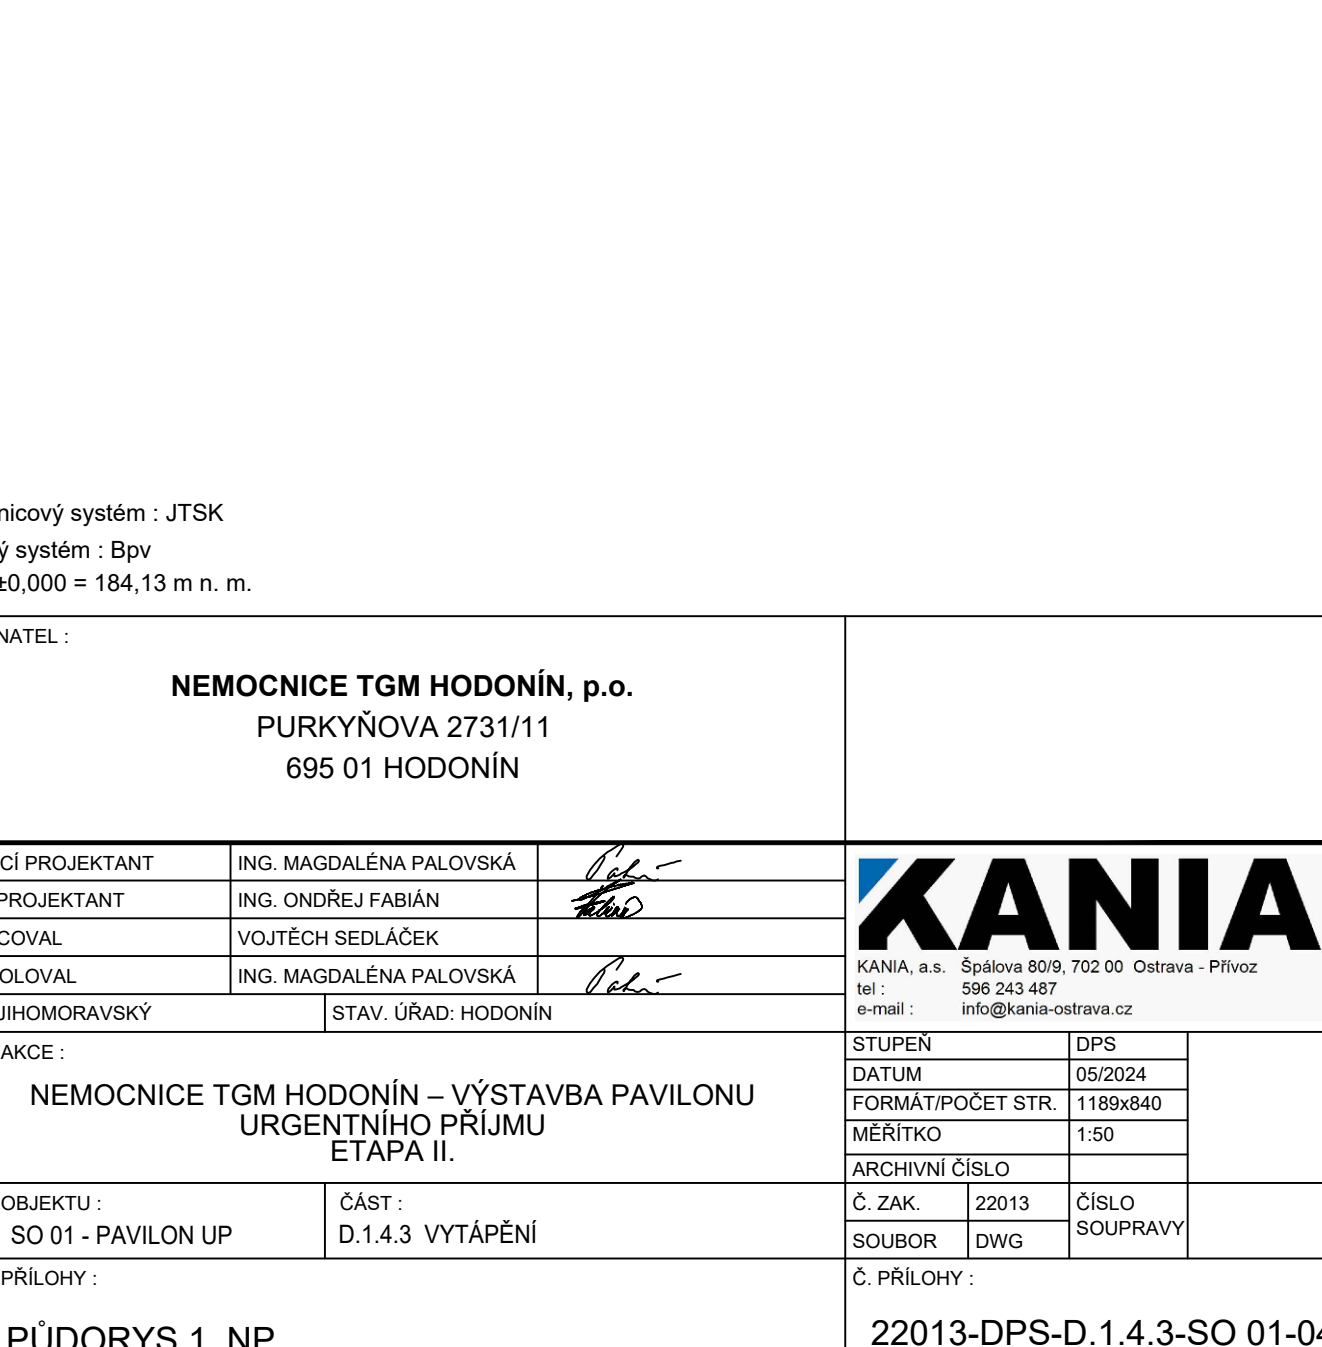 nicový systém : JTSK
ý systém : Bpv
±0,000 = 184,13 m n. m.
NATEL :
NEMOCNICE TGM HODONÍN, p.o.
PURKYŇOVA 2731/11
695 01 HODONÍN
CÍ PROJEKTANT ING. MAGDALÉNA PALOVSKÁ
PROJEKTANT ING. ONDŘEJ FABIÁN
COVAL VOJTĚCH SEDLÁČEK
OLOVAL ING. MAGDALÉNA PALOVSKÁ
JIHOMORAVSKÝ STAV. ÚŘAD: HODONÍN
KANIA
KANIA, a.s. Špálova 80/9, 702 00 Ostrava - Přívoz
tel : 596 243 487
e-mail : info@kania-ostrava.cz
AKCE :
NEMOCNICE TGM HODONÍN – VÝSTAVBA PAVILONU
URGENTNÍHO PŘÍJMU
ETAPA II.
STUPEŇ DPS
DATUM 05/2024
FORMÁT/POČET STR. 1189x840
MĚŘÍTKO 1:50
ARCHIVNÍ ČÍSLO
OBJEKTU :
SO 01 - PAVILON UP
ČÁST :
D.1.4.3 VYTÁPĚNÍ
Č. ZAK. 22013
ČÍSLO
SOUPRAVY
SOUBOR DWG
PŘÍLOHY :
PŮDORYS 1. NP
Č. PŘÍLOHY :
22013-DPS-D.1.4.3-SO 01-04